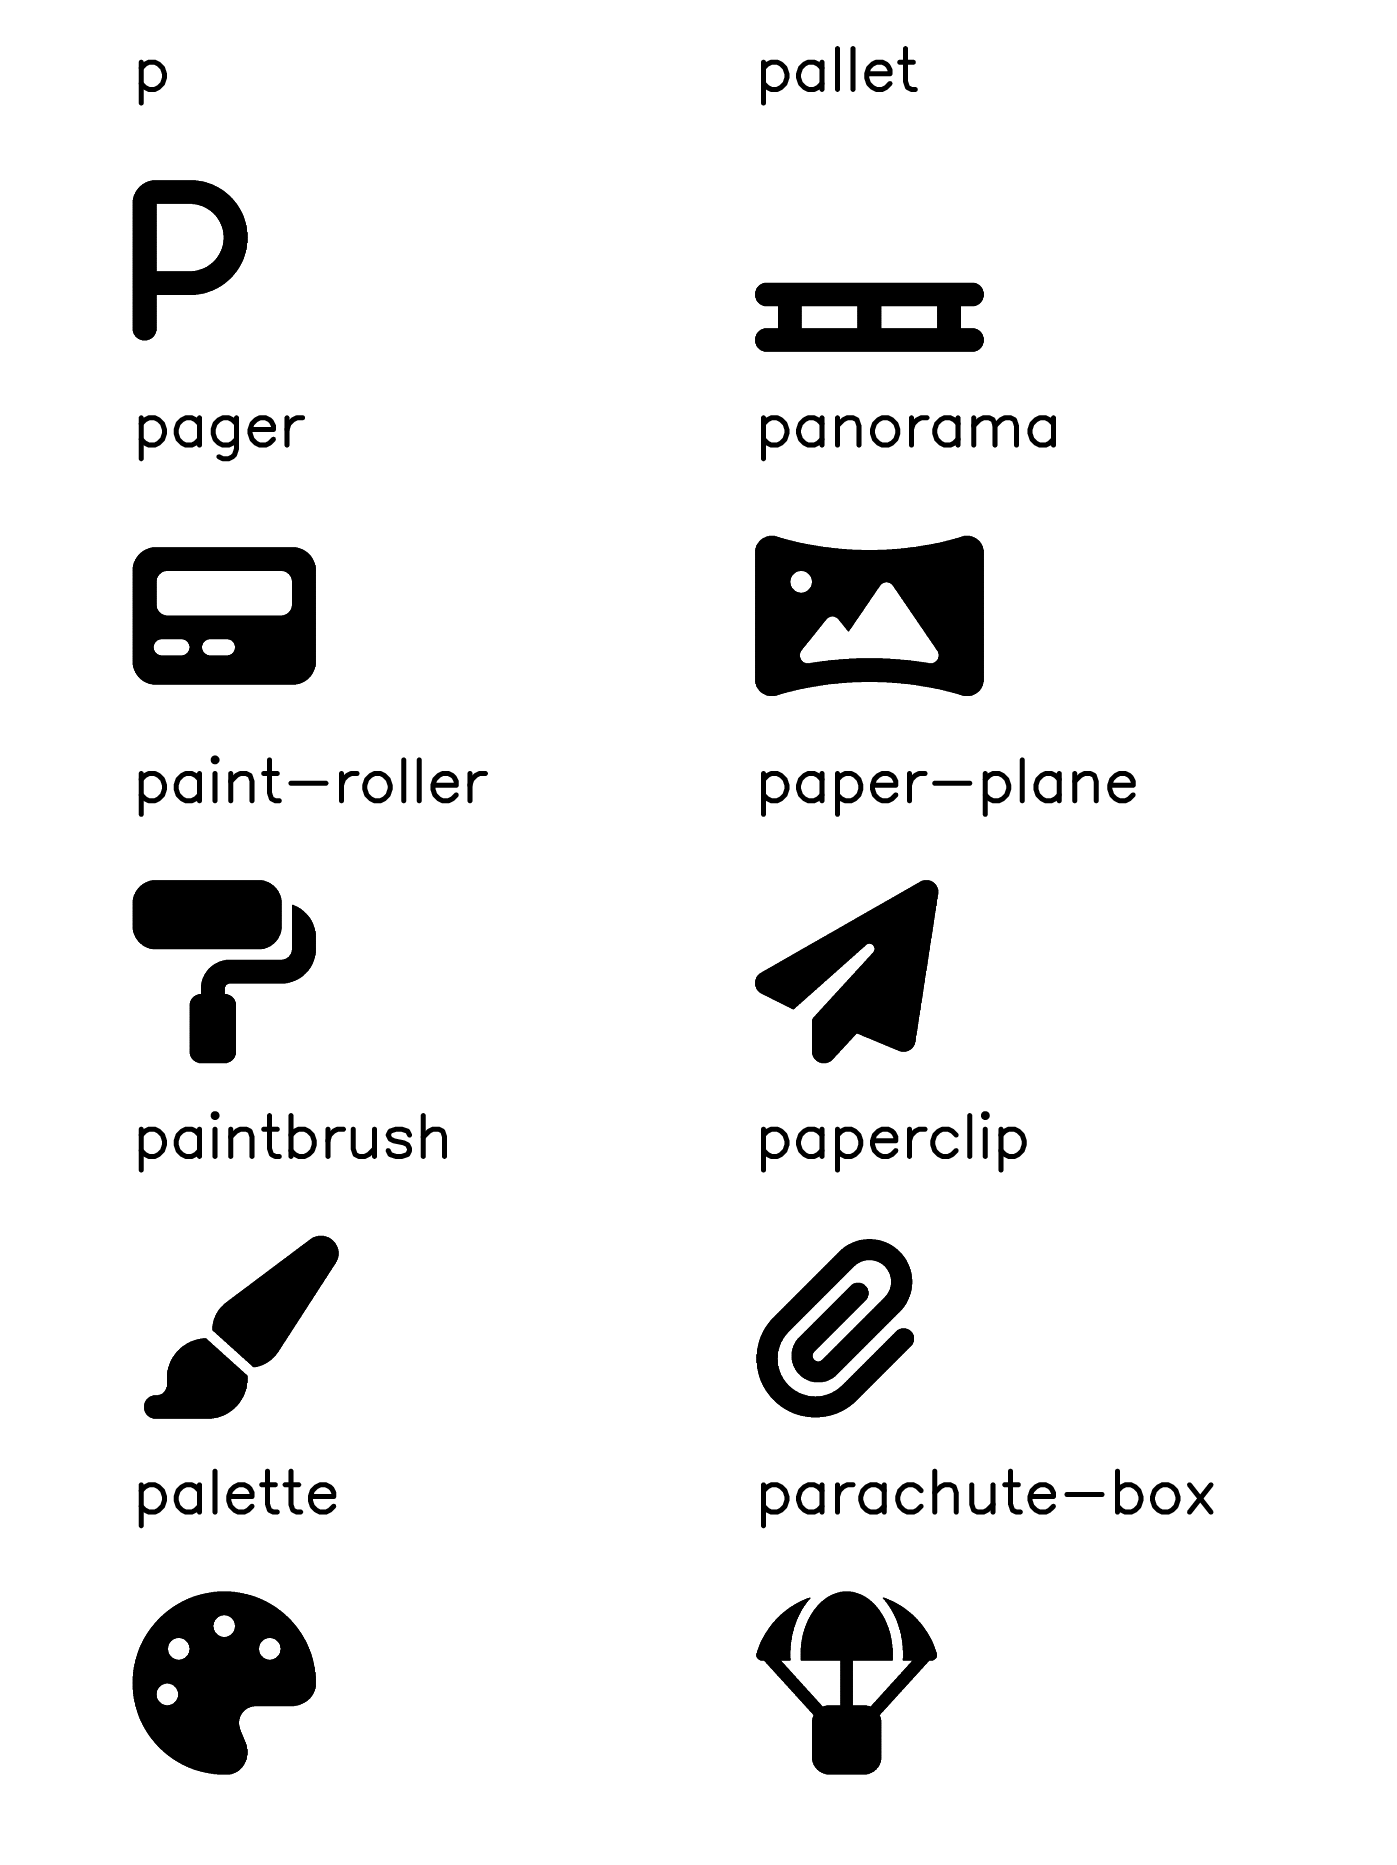 p
P
pager
paint-roller
paintbrush
palette
pallet
panorama
paper-plane
paperclip
parachute-box